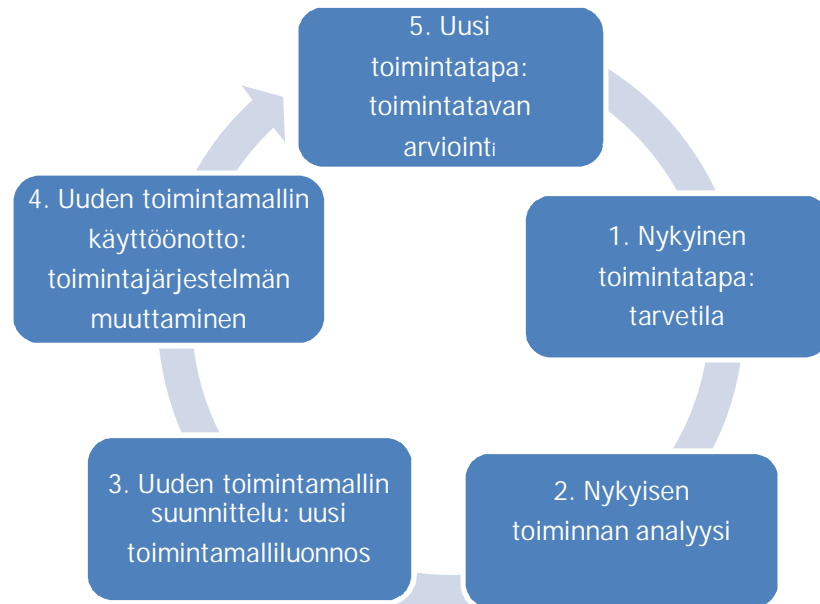 5. Uusi
toimintatapa:
toimintatavan
arviointi
1. Nykyinen
toimintatapa:
tarvetila
2. Nykyisen
toiminnan analyysi
3. Uuden toimintamallin
suunnittelu: uusi
toimintamalliluonnos
4. Uuden toimintamallin
käyttöönotto:
toimintajärjestelmän
muuttaminen